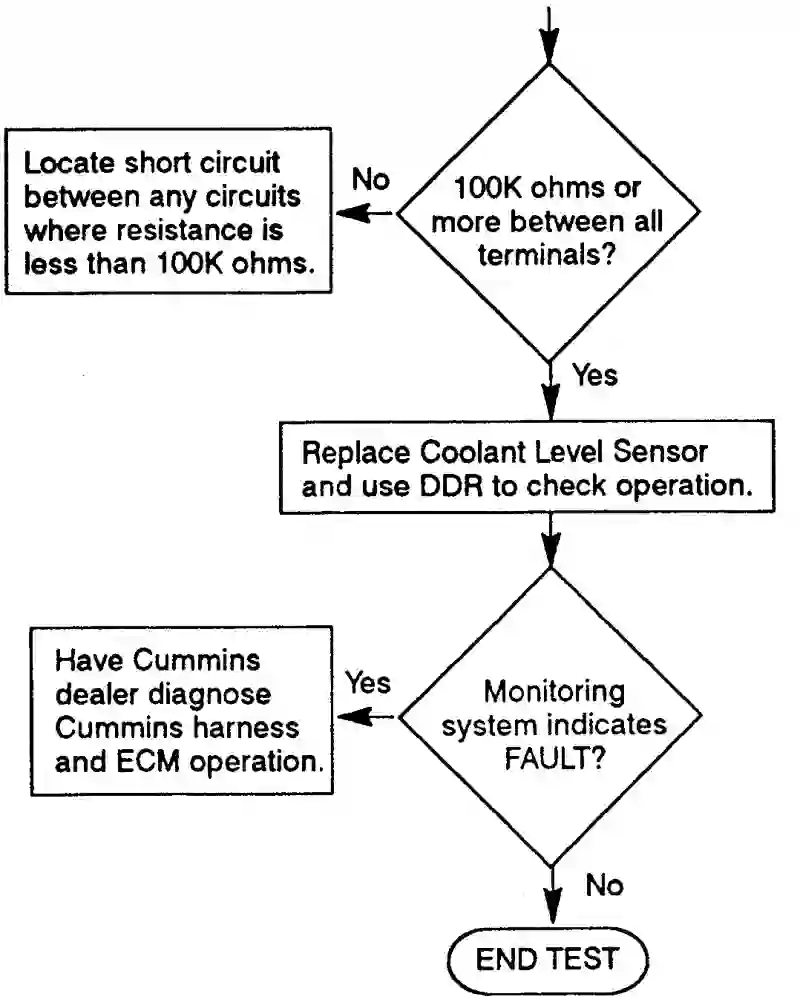 100K ohms or
more between all
terminals?
No
Locate short circuit
between any circuits
where resistance is
less than 100K ohms.
Yes
Replace Coolant Level Sensor
and use DDR to check operation.
Monitoring
system indicates
FAULT?
Yes
Have Cummins
dealer diagnose
Cummins harness
and ECM operation.
No
END TEST